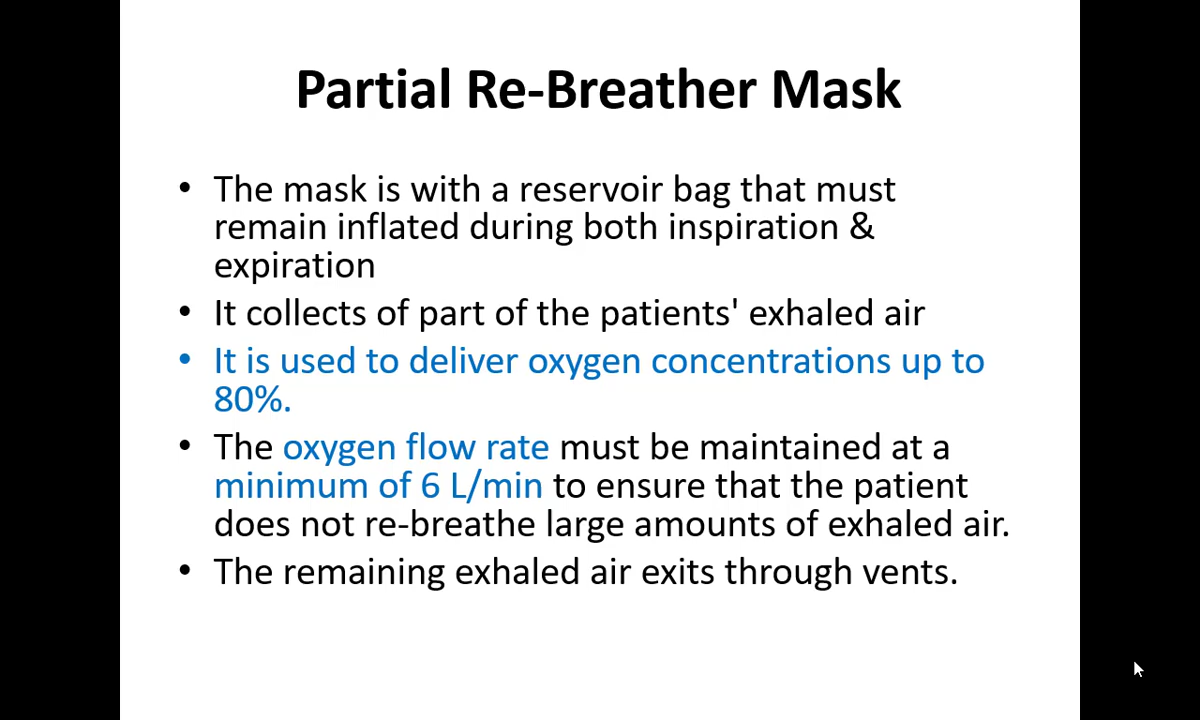 Partial Re-Breather Mask
• The mask is with a reservoir bag that must
remain inflated during both inspiration &
expiration
• It collects of part of the patients' exhaled air
• It is used to deliver oxygen concentrations up to
80%.
• The oxygen flow rate must be maintained at a
minimum of 6 L/min to ensure that the patient
does not re-breathe large amounts of exhaled air.
• The remaining exhaled air exits through vents.